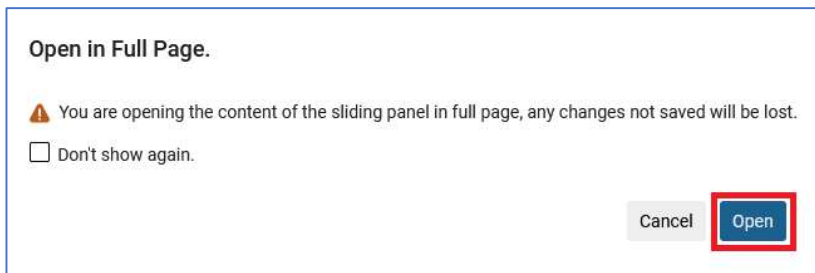 Open in Full Page.
You are opening the content of the sliding panel in full page, any changes not saved will be lost.
Don't show again.
Cancel Open